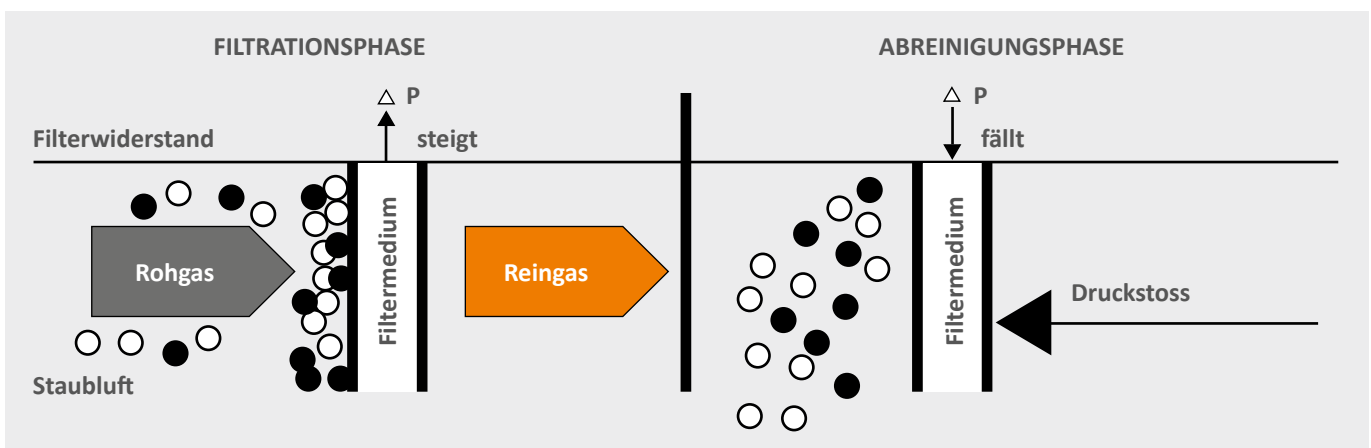 FILTRATIONSPHASE
△ P
Filterwiderstand
steigt
Rohgas
Filtermedium
Reingas
Staubluft
ABREINIGUNGSPHASE
△ P
fällt
Filtermedium
Druckstoss